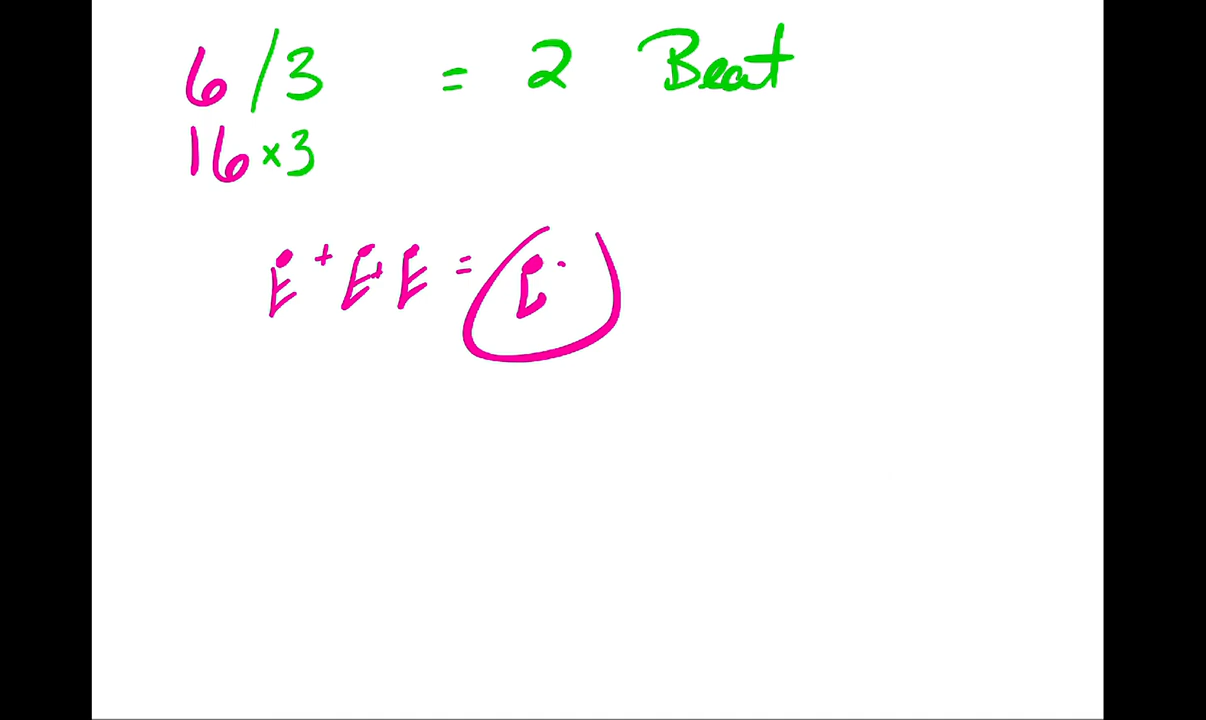 6/3 = 2 Beat
16×3
+ + =